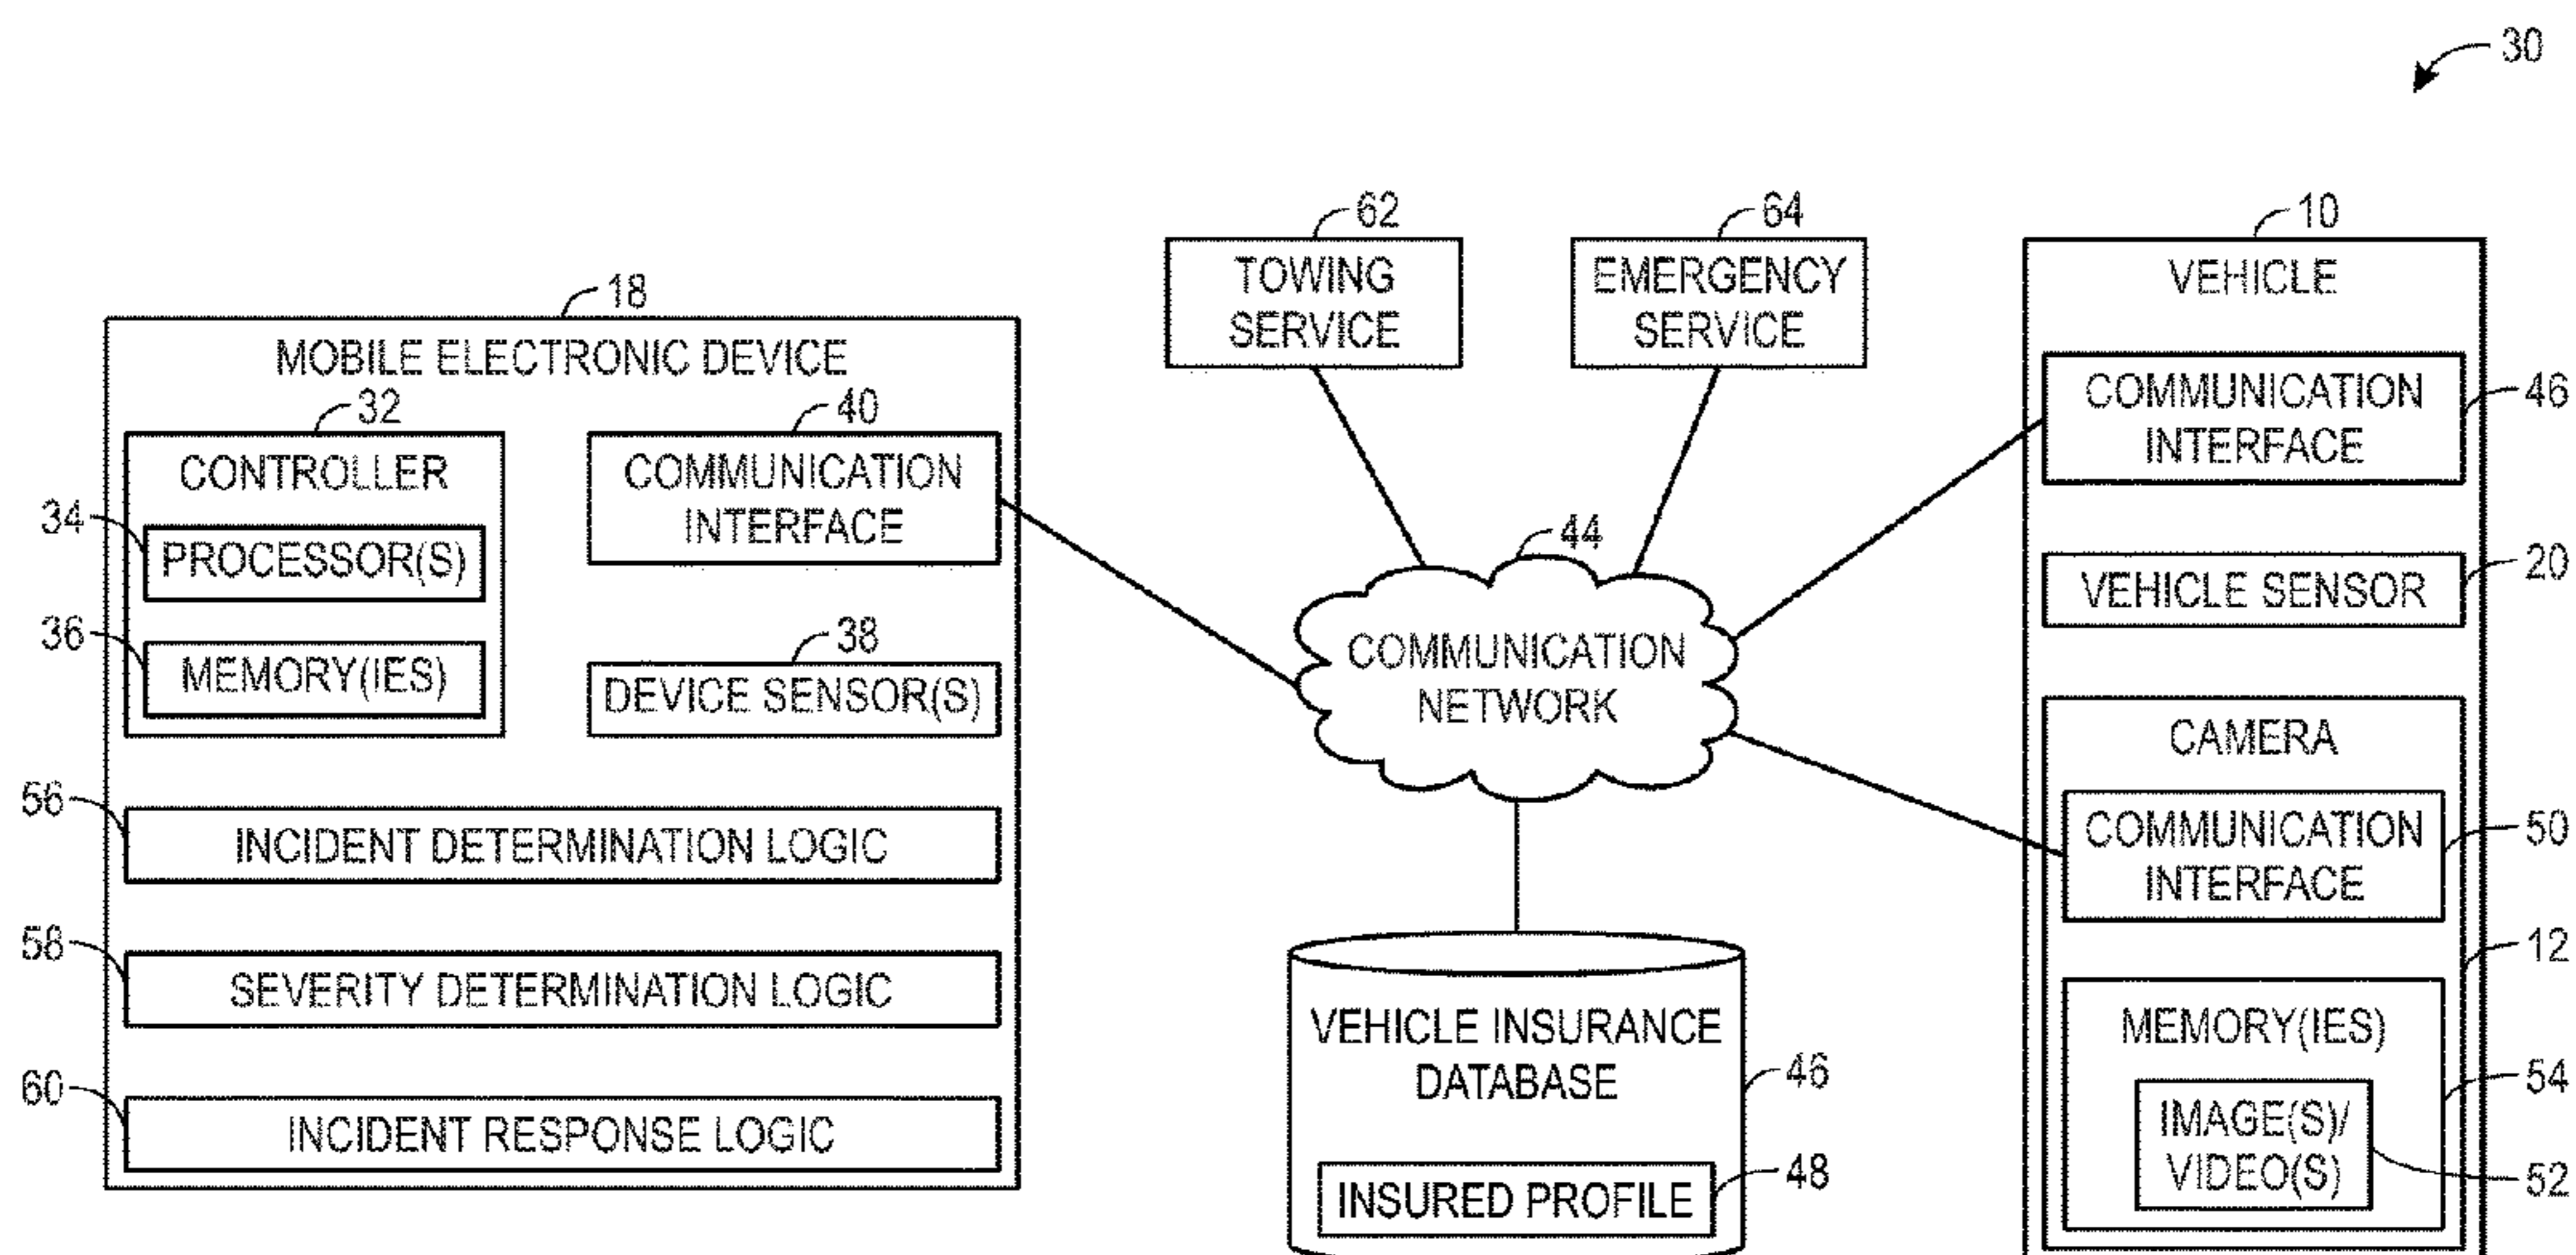 30
62
64
10
TOWING
SERVICE
EMERGENCY
SERVICE
VEHICLE
18
MOBILE ELECTRONIC DEVICE
32
40
CONTROLLER
34
PROCESSOR(S)
36
MEMORY(IES)
COMMUNICATION
INTERFACE
38
DEVICE SENSOR(S)
56
INCIDENT DETERMINATION LOGIC
58
SEVERITY DETERMINATION LOGIC
60
INCIDENT RESPONSE LOGIC
44
COMMUNICATION
NETWORK
VEHICLE INSURANCE
DATABASE
46
INSURED PROFILE
48
COMMUNICATION
INTERFACE
46
VEHICLE SENSOR
20
CAMERA
COMMUNICATION
INTERFACE
50
12
MEMORY(IES)
54
IMAGE(S)/
VIDEO(S)
52